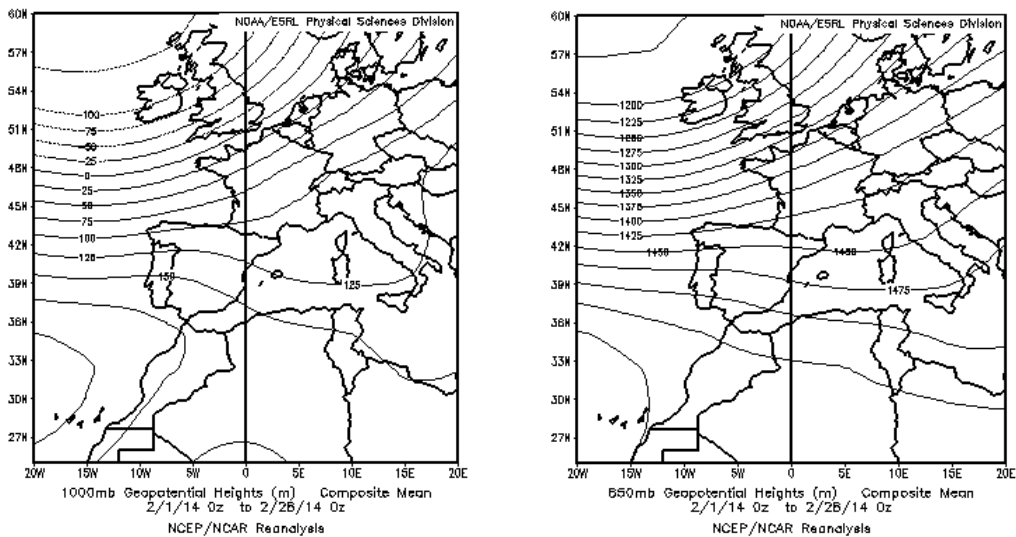 NOAA/ESRL Physical Sciences Division
60N
57N
54N
51N
48N
45N
42N
39N
36N
33N
30N
27N
-100-
-75-
-50-
-25-
0
25
50
75
100
120
150
125
20W
15W
10W
5W
0
5E
10E
15E
20E
1000mb Geopotential Heights (m) Composite Mean
2/1/14 0z to 2/28/14 0z
NCEP/NCAR Reanalysis
NOAA/ESRL Physical Sciences Division
60N
57N
54N
51N
48N
45N
42N
39N
36N
33N
30N
27N
1200
1225
1275
1300
1325
1350
1375
1400
1425
1450
1475
20W
15W
10W
5W
0
5E
10E
15E
20E
850mb Geopotential Heights (m) Composite Mean
2/1/14 0z to 2/28/14 0z
NCEP/NCAR Reanalysis